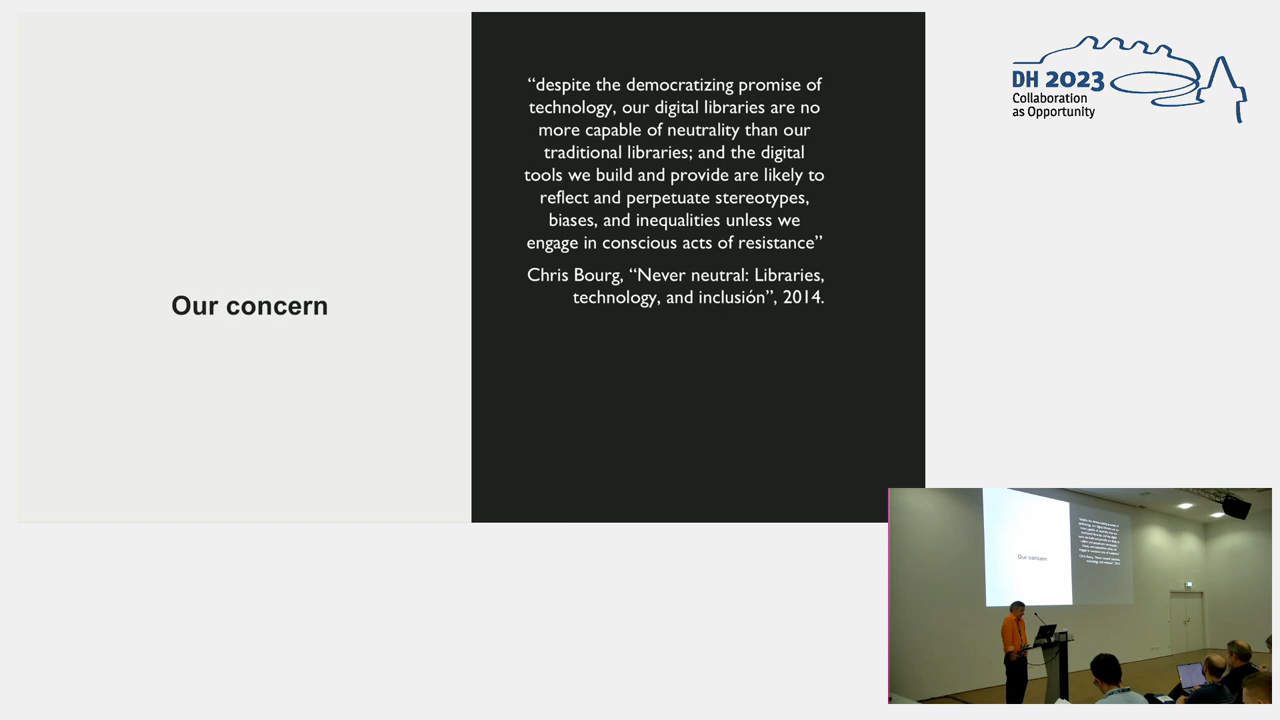 Our concern
“despite the democratizing promise of
technology, our digital libraries are no
more capable of neutrality than our
traditional libraries; and the digital
tools we build and provide are likely to
reflect and perpetuate stereotypes,
biases, and inequalities unless we
engage in conscious acts of resistance”
Chris Bourg, “Never neutral: Libraries,
technology, and inclusión”, 2014.
DH 2023
Collaboration
as Opportunity
Our concern